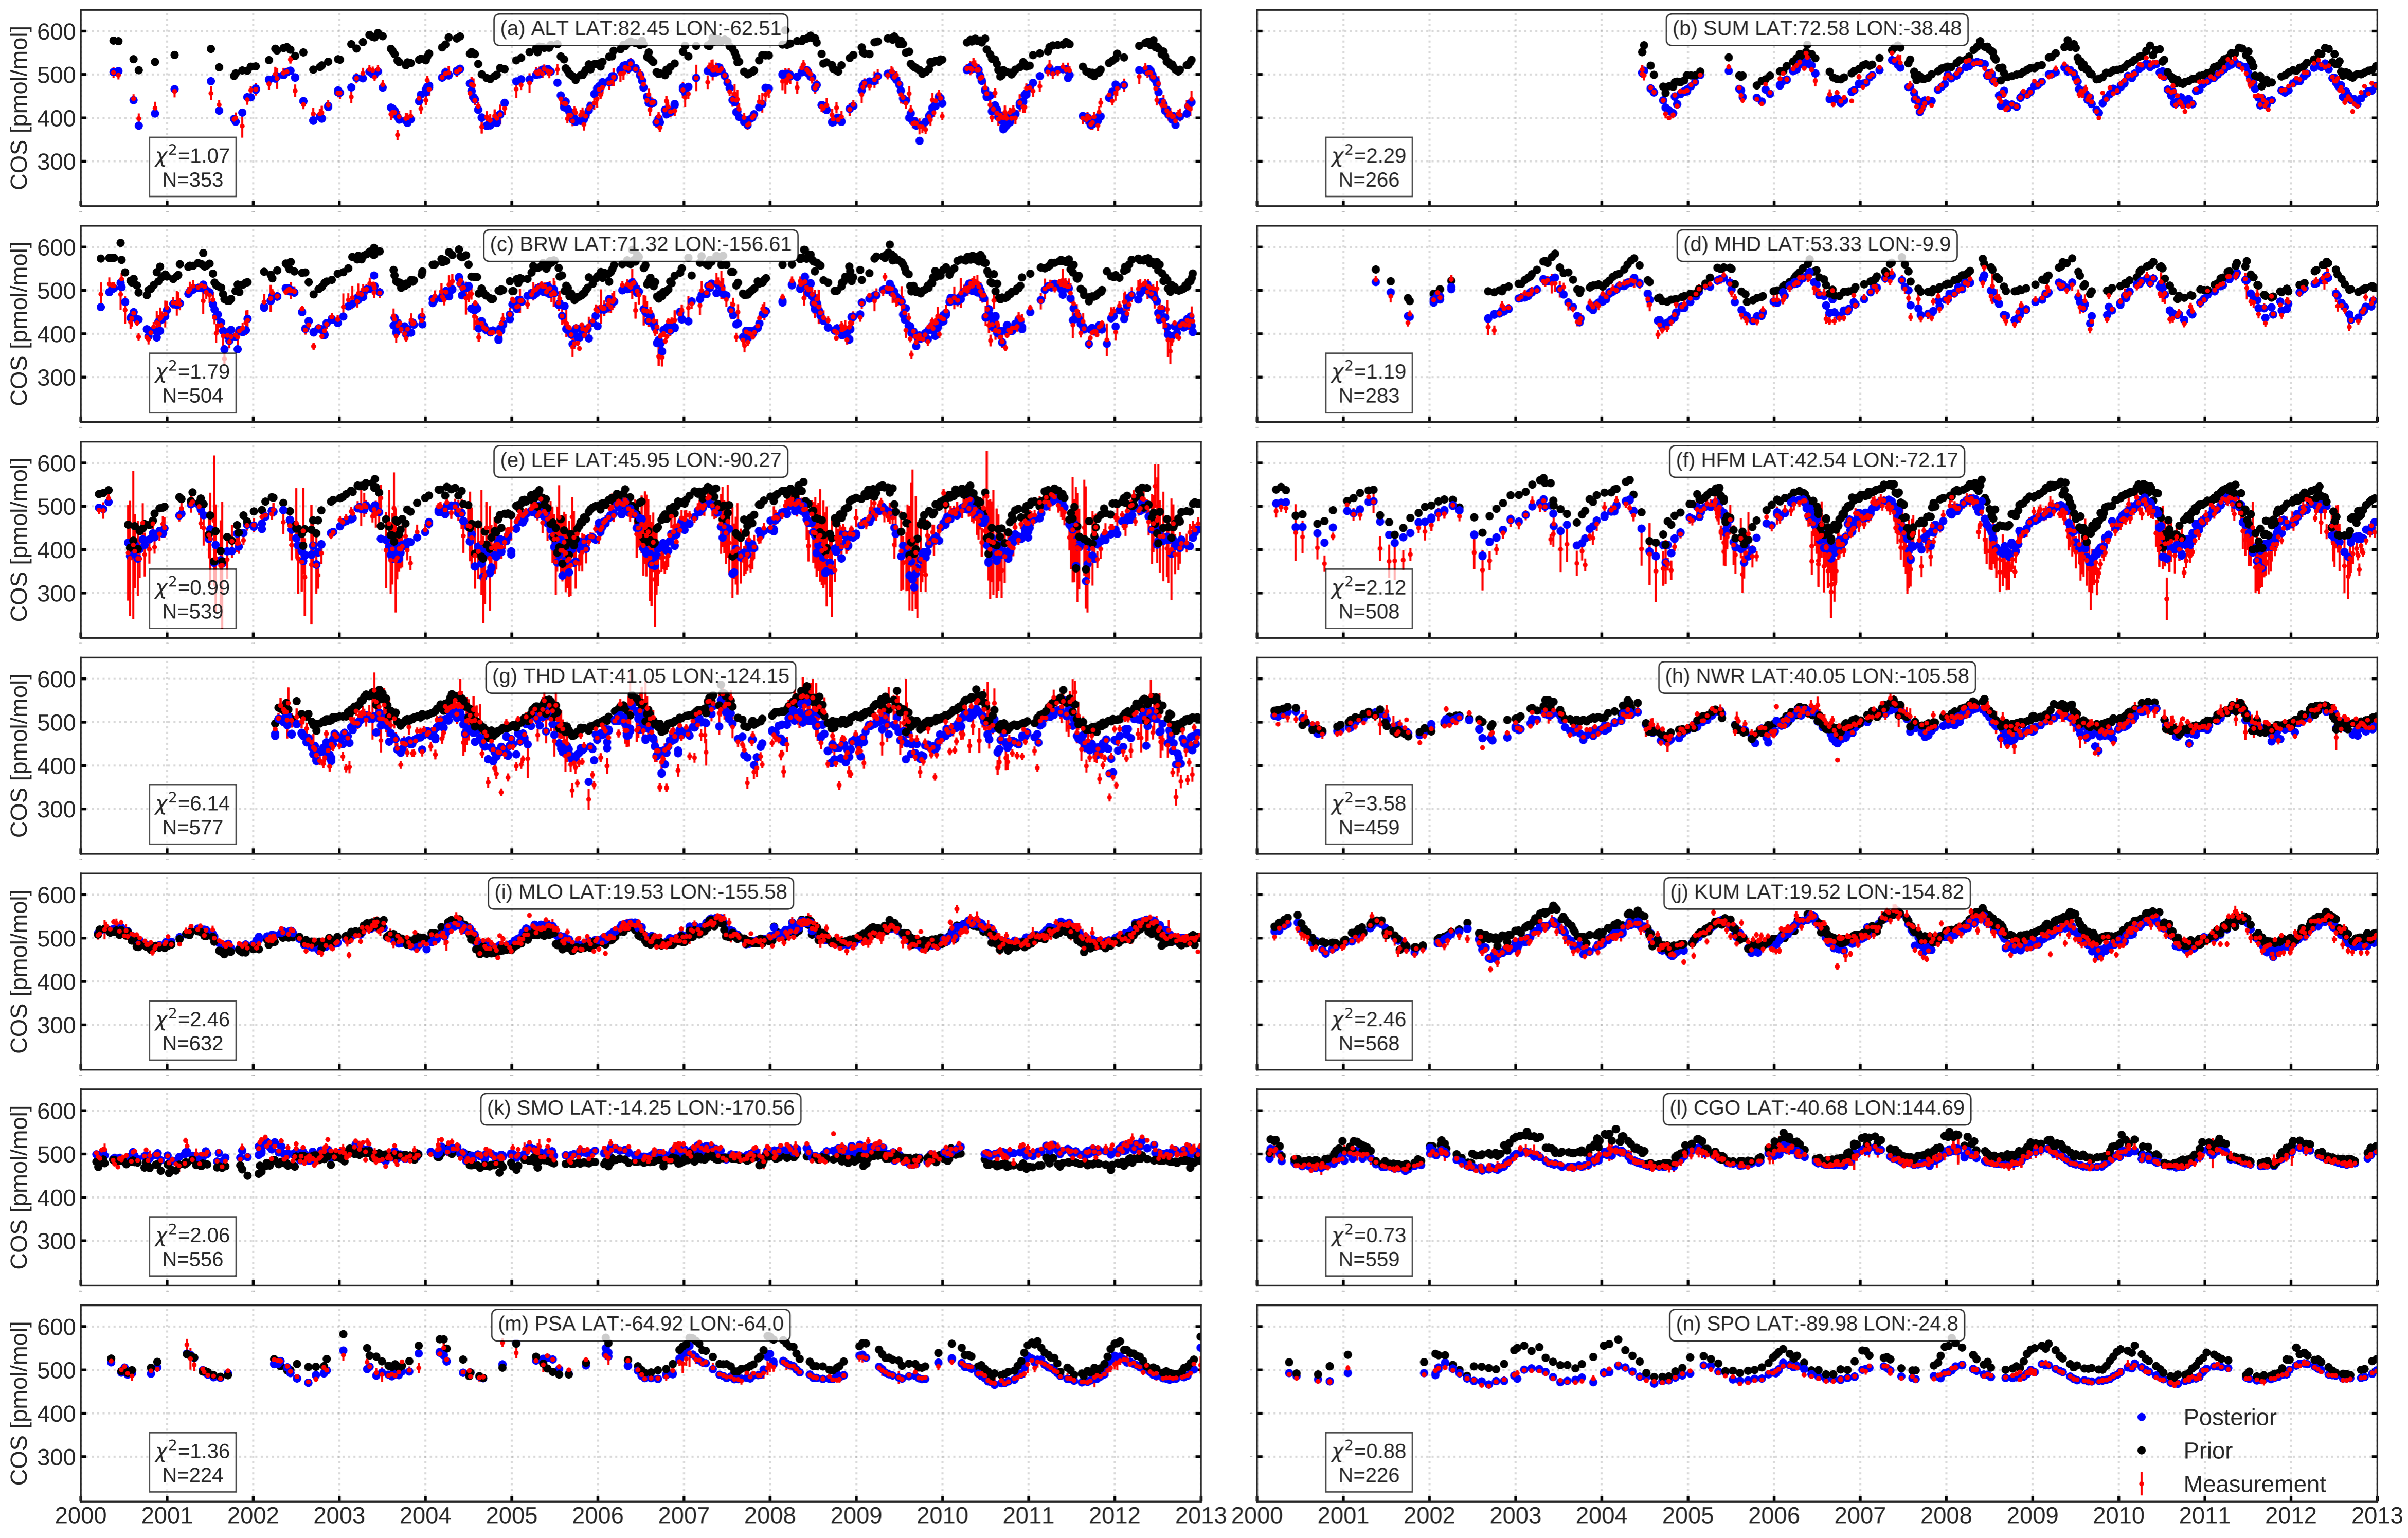 (a) ALT LAT:82.45 LON:-62.51
COS [pmol/mol]
600
500
400
300
χ²=1.07
N=353
(b) SUM LAT:72.58 LON:-38.48
χ²=2.29
N=266
(c) BRW LAT:71.32 LON:-156.61
COS [pmol/mol]
600
500
400
300
χ²=1.79
N=504
(d) MHD LAT:53.33 LON:-9.9
χ²=1.19
N=283
(e) LEF LAT:45.95 LON:-90.27
COS [pmol/mol]
600
500
400
300
χ²=0.99
N=539
(f) HFM LAT:42.54 LON:-72.17
χ²=2.12
N=508
(g) THD LAT:41.05 LON:-124.15
COS [pmol/mol]
600
500
400
300
χ²=6.14
N=577
(h) NWR LAT:40.05 LON:-105.58
χ²=3.58
N=459
(i) MLO LAT:19.53 LON:-155.58
COS [pmol/mol]
600
500
400
300
χ²=2.46
N=632
(j) KUM LAT:19.52 LON:-154.82
χ²=2.46
N=568
(k) SMO LAT:-14.25 LON:-170.56
COS [pmol/mol]
600
500
400
300
χ²=2.06
N=556
(l) CGO LAT:-40.68 LON:144.69
χ²=0.73
N=559
(m) PSA LAT:-64.92 LON:-64.0
COS [pmol/mol]
600
500
400
300
χ²=1.36
N=224
2000 2001 2002 2003 2004 2005 2006 2007 2008 2009 2010 2011 2012 2013
(n) SPO LAT:-89.98 LON:-24.8
χ²=0.88
N=226
Posterior
Prior
Measurement
2000 2001 2002 2003 2004 2005 2006 2007 2008 2009 2010 2011 2012 2013